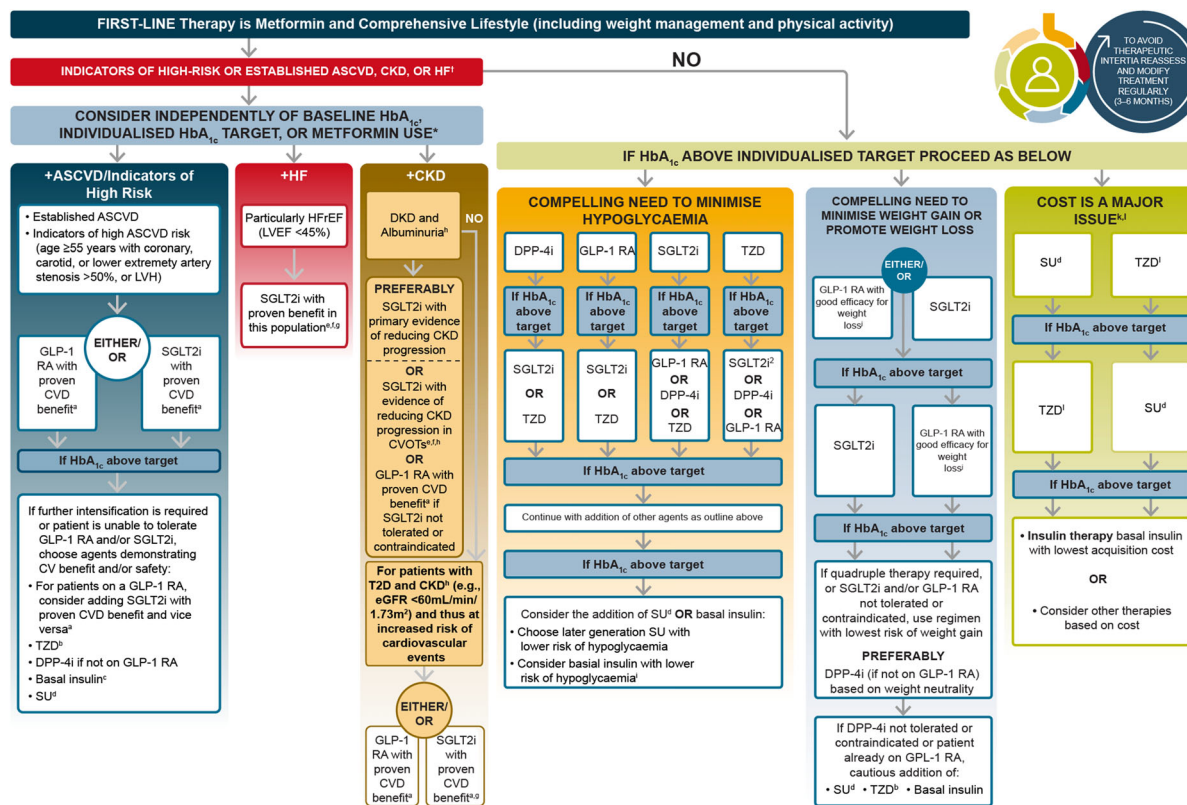 FIRST-LINE Therapy is Metformin and Comprehensive Lifestyle (including weight management and physical activity)
TO AVOID
THERAPEUTIC
INERTIA REASSESS
AND MODIFY
TREATMENT
REGULARLY
(3–6 MONTHS)
INDICATORS OF HIGH-RISK OR ESTABLISHED ASCVD, CKD, OR HF†
NO
CONSIDER INDEPENDENTLY OF BASELINE HbA1c,
INDIVIDUALISED HbA1c TARGET, OR METFORMIN USE*
+ASCVD/Indicators of
High Risk
• Established ASCVD
• Indicators of high ASCVD risk
(age ≥55 years with coronary,
carotid, or lower extremety artery
stenosis >50%, or LVH)
EITHER/
OR
GLP-1
RA with
proven
CVD
benefitᵃ
SGLT2i
with
proven
CVD
benefitᵃ
If HbA1c above target
If further intensification is required
or patient is unable to tolerate
GLP-1 RA and/or SGLT2i,
choose agents demonstrating
CV benefit and/or safety:
• For patients on a GLP-1 RA,
consider adding SGLT2i with
proven CVD benefit and vice
versaᵃ
• TZDᵇ
• DPP-4i if not on GLP-1 RA
• Basal insulinᶜ
• SUᵈ
+HF
Particularly HFrEF
(LVEF <45%)
SGLT2i with
proven benefit in
this populationᵉ,ᶠ,ᵍ
+CKD
DKD and
Albuminuriaʰ
NO
PREFERABLY
SGLT2i with
primary evidence
of reducing CKD
progression
OR
SGLT2i with
evidence of
reducing CKD
progression in
CVOTsᵉ,ᶠ,ʰ
OR
GLP-1 RA with
proven CVD
benefitᵃ if
SGLT2i not
tolerated or
contraindicated
For patients with
T2D and CKDʰ (e.g.,
eGFR <60mL/min/
1.73m²) and thus at
increased risk of
cardiovascular
events
EITHER/
OR
GLP-1
RA with
proven
CVD
benefitᵃ
SGLT2i
with
proven
CVD
benefitᵃ,ᵍ
IF HbA1c ABOVE INDIVIDUALISED TARGET PROCEED AS BELOW
COMPELLING NEED TO MINIMISE
HYPOGLYCAEMIA
DPP-4i
GLP-1 RA
SGLT2i
TZD
If HbA1c
above
target
If HbA1c
above
target
If HbA1c
above
target
If HbA1c
above
target
SGLT2i
OR
TZD
SGLT2i
OR
TZD
GLP-1 RA
OR
DPP-4i
OR
TZD
SGLT2i²
OR
DPP-4i
OR
GLP-1 RA
If HbA1c above target
Continue with addition of other agents as outline above
If HbA1c above target
Consider the addition of SUᵈ OR basal insulin:
• Choose later generation SU with
lower risk of hypoglycaemia
• Consider basial insulin with lower
risk of hypoglycaemiaⁱ
COMPELLING NEED TO
MINIMISE WEIGHT GAIN OR
PROMOTE WEIGHT LOSS
EITHER/
OR
GLP-1 RA with
good efficacy for
weight
lossʲ
SGLT2i
If HbA1c above target
SGLT2i
GLP-1 RA with
good efficacy for
weight
lossʲ
If HbA1c above target
If quadruple therapy required,
or SGLT2i and/or GLP-1 RA
not tolerated or
contraindicated, use regimen
with lowest risk of weight gain
PREFERABLY
DPP-4i (if not on GLP-1 RA)
based on weight neutrality
If DPP-4i not tolerated or
contraindicated or patient
already on GPL-1 RA,
cautious addition of:
• SUᵈ • TZDᵇ • Basal insulin
COST IS A MAJOR
ISSUEᵏ,ˡ
SUᵈ
TZDˡ
If HbA1c above target
TZDˡ
SUᵈ
If HbA1c above target
• Insulin therapy basal insulin
with lowest acquisition cost
OR
• Consider other therapies
based on cost